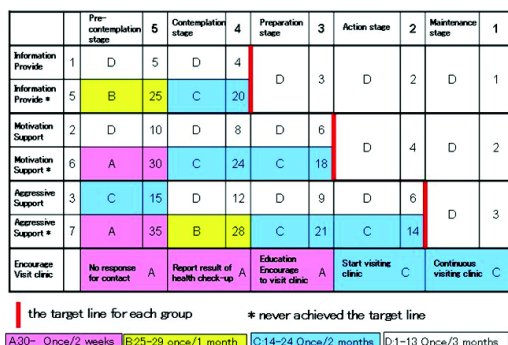 Pre-contemplation stage 5 Contemplation stage 4 Preparation stage 3 Action stage 2 Maintenance stage 1
Information Provide 1 D 5 D 4 D 3 D 2 D 1
Information Provide * 5 B 25 C 20
Motivation Support 2 D 10 D 8 D 6 D 4 D 2
Motivation Support * 6 A 30 C 24 C 18
Aggressive Support 3 C 15 D 12 D 9 D 6 D 3
Aggressive Support * 7 A 35 B 28 C 21 C 14
Encourage Visit clinic No response for contact A Report result of health check-up A Education Encourage to visit clinic A Start visiting clinic C Continuous visiting clinic C
the target line for each group * never achieved the target line
A:30- Once/2 weeks B:25-29 once/1 month C:14-24 Once/2 months D:1-13 Once/3 months